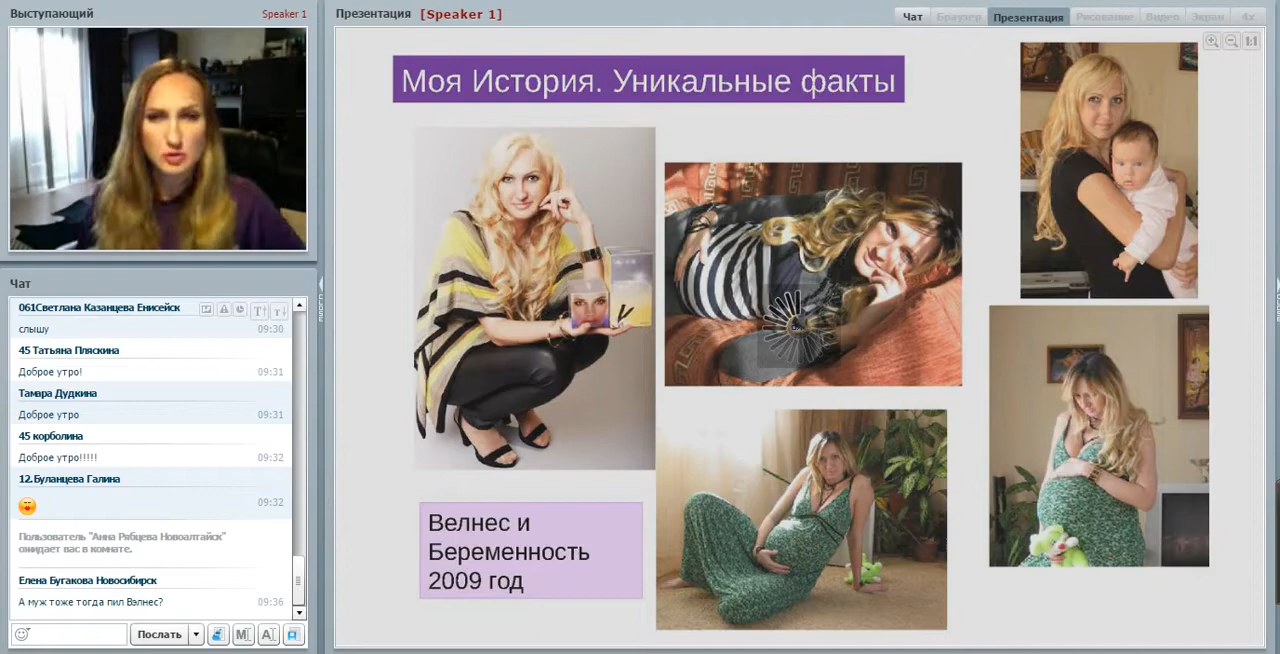 Выступающий
Speaker 1
Чат
061Светлана Казанцева Енисейск
слышу
09:30
45 Татьяна Пляскина
Доброе утро!
09:31
Тамара Дудкина
Доброе утро
09:31
45 корболина
Доброе утро!!!!!
09:32
12.Буланцева Галина
09:32
Пользователь "Анна Рябцева Новоалтайск"
ожидает вас в комнате.
Елена Бугакова Новосибирск
А муж тоже тогда пил Вэлнес?
09:36
Послать
Презентация [Speaker 1]
Чат Браузер Презентация Рисование Видео Экран 4x
1:1
Моя История. Уникальные факты
Велнес и
Беременность
2009 год